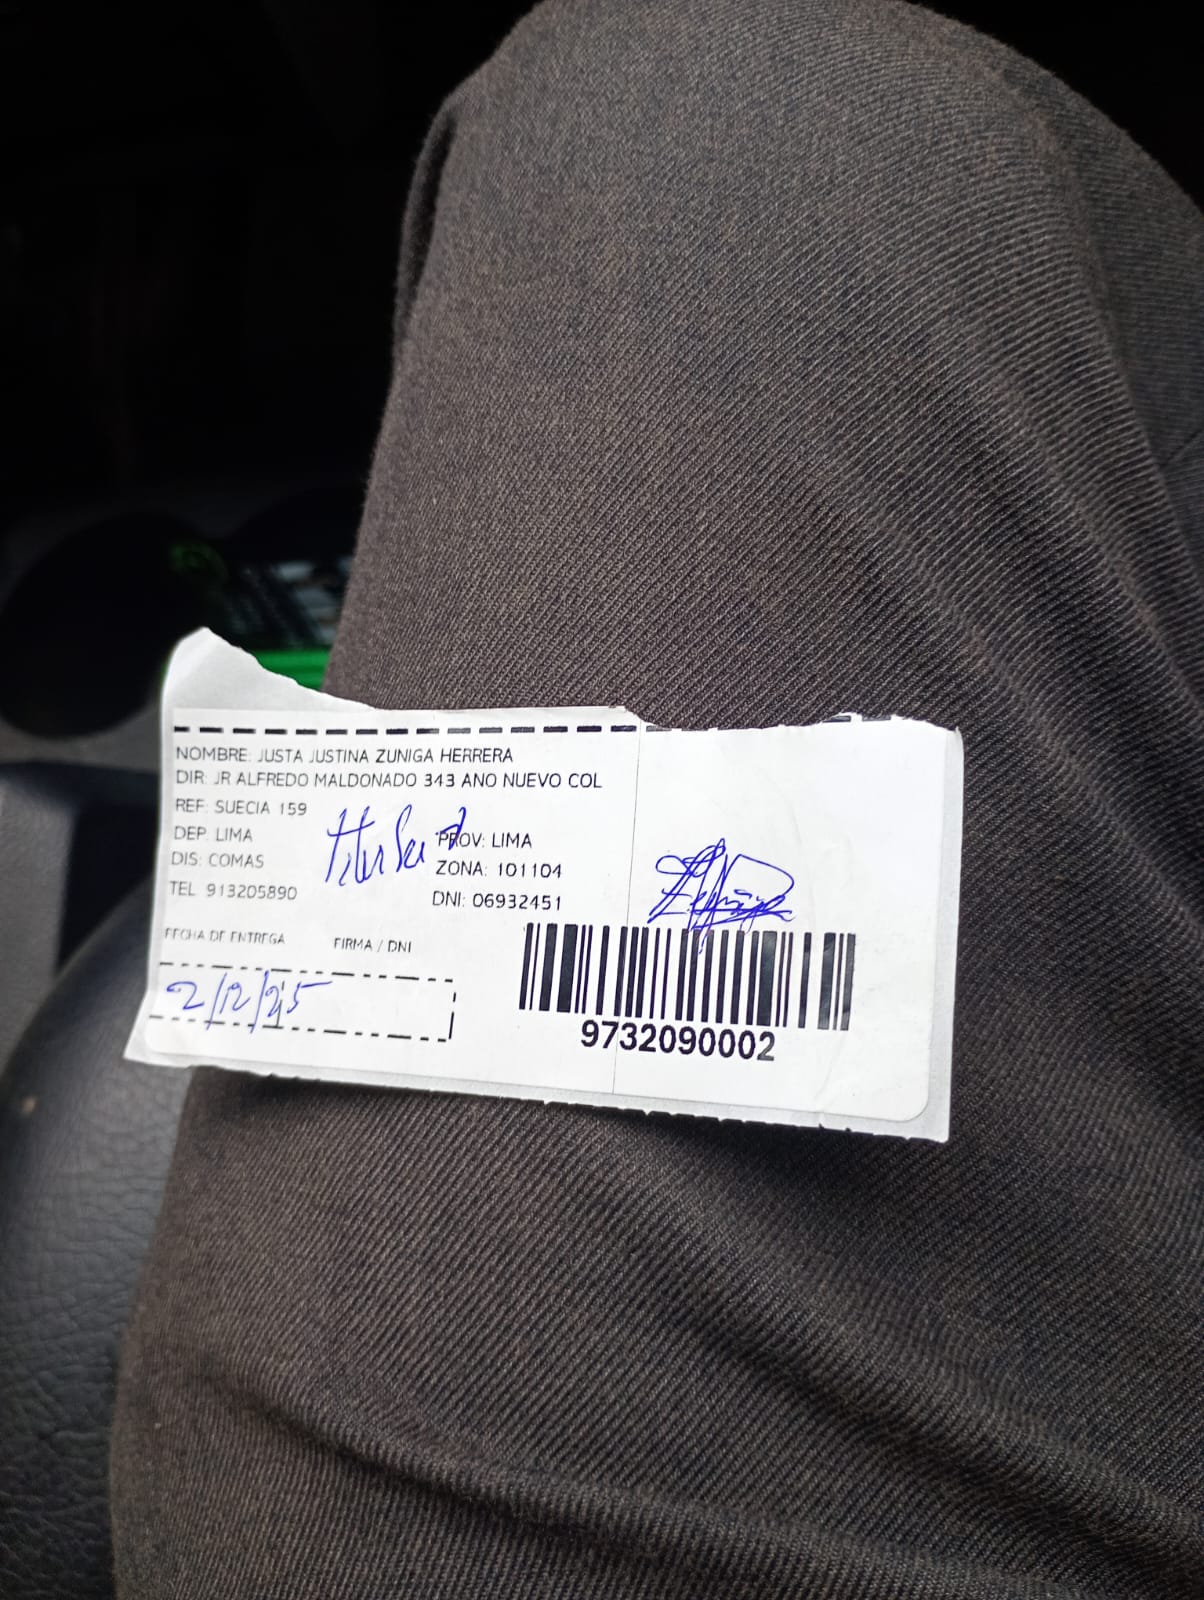 NOMBRE: JUSTA JUSTINA ZUNIGA HERRERA
DIR: JR ALFREDO MALDONADO 343 ANO NUEVO COL
REF: SUECIA 159
DEP: LIMA
PROV: LIMA
DIS: COMAS
ZONA: 101104
TEL 913205890
DNI: 06932451
FECHA DE ENTREGA
FIRMA / DNI
2/12/25
9732090002